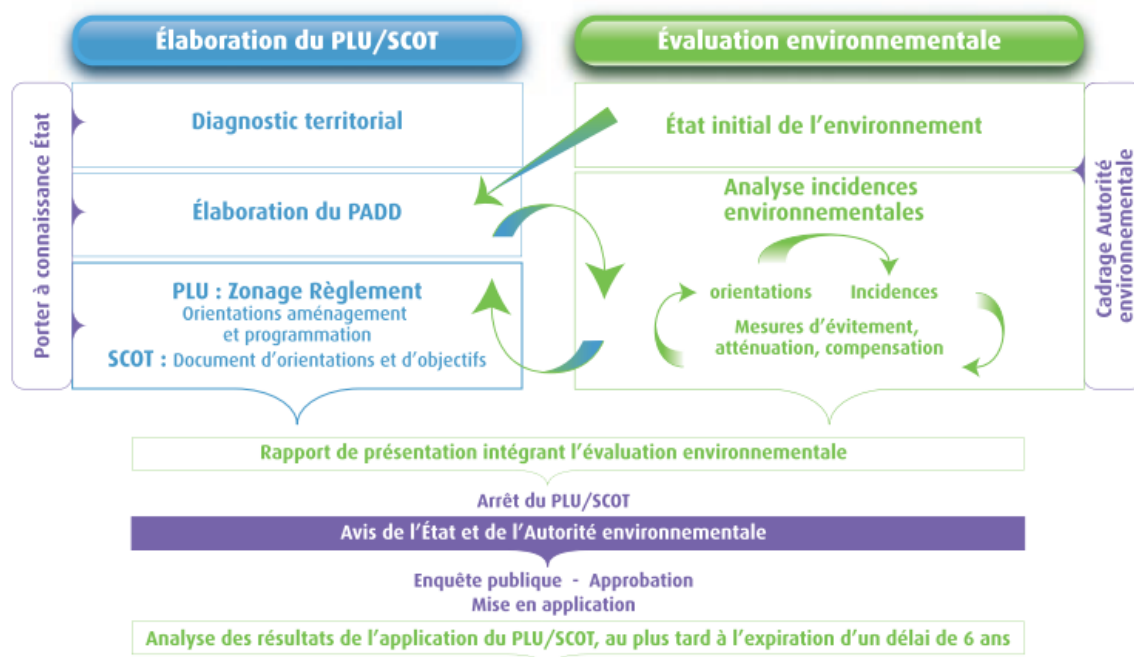 Élaboration du PLU/SCOT
Évaluation environnementale
Porter à connaissance État
Diagnostic territorial
État initial de l'environnement
Cadrage Autorité
environnementale
Élaboration du PADD
Analyse incidences
environnementales
PLU : Zonage Règlement
Orientations aménagement
et programmation
SCOT : Document d'orientations et d'objectifs
orientations
Incidences
Mesures d'évitement,
atténuation, compensation
Rapport de présentation intégrant l'évaluation environnementale
Arrêt du PLU/SCOT
Avis de l'État et de l'Autorité environnementale
Enquête publique - Approbation
Mise en application
Analyse des résultats de l'application du PLU/SCOT, au plus tard à l'expiration d'un délai de 6 ans